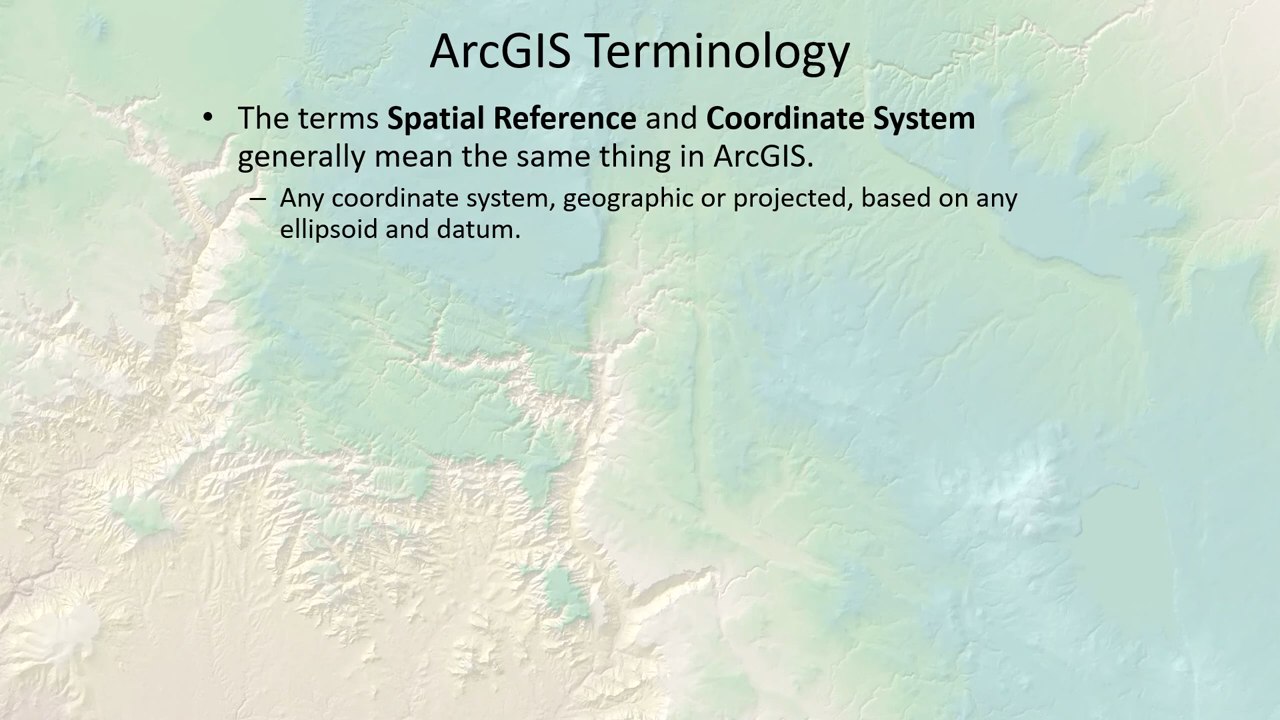 ArcGIS Terminology
• The terms Spatial Reference and Coordinate System
generally mean the same thing in ArcGIS.
– Any coordinate system, geographic or projected, based on any
ellipsoid and datum.